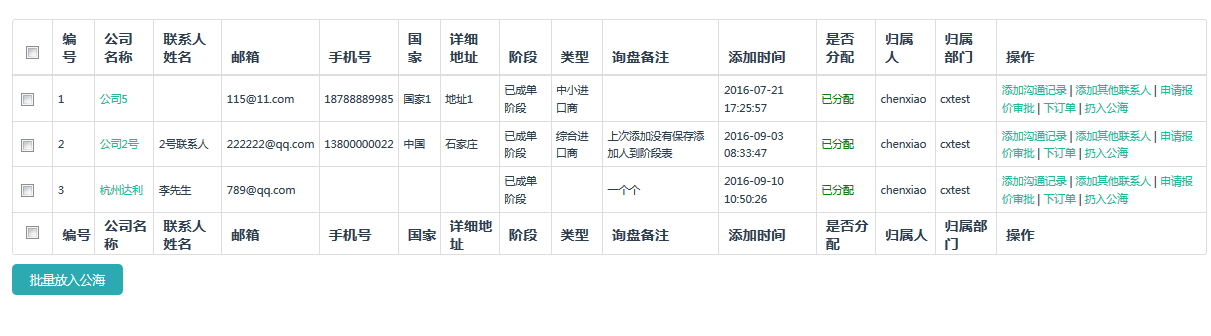 编号 公司名称 联系人姓名 邮箱 手机号 国家 详细地址 阶段 类型 询盘备注 添加时间 是否分配 归属人 归属部门 操作
1 公司5 115@11.com 18788889985 国家1 地址1 已成单阶段 中小进口商 2016-07-21 17:25:57 已分配 chenxiao cxtest 添加沟通记录 | 添加其他联系人 | 申请报价审批 | 下订单 | 扔入公海
2 公司2号 2号联系人 222222@qq.com 13800000022 中国 石家庄 已成单阶段 综合进口商 上次添加没有保存添加人到阶段表 2016-09-03 08:33:47 已分配 chenxiao cxtest 添加沟通记录 | 添加其他联系人 | 申请报价审批 | 下订单 | 扔入公海
3 杭州达利 李先生 789@qq.com 已成单阶段 一个个 2016-09-10 10:50:26 已分配 chenxiao cxtest 添加沟通记录 | 添加其他联系人 | 申请报价审批 | 下订单 | 扔入公海
编号 公司名称 联系人姓名 邮箱 手机号 国家 详细地址 阶段 类型 询盘备注 添加时间 是否分配 归属人 归属部门 操作
批量放入公海